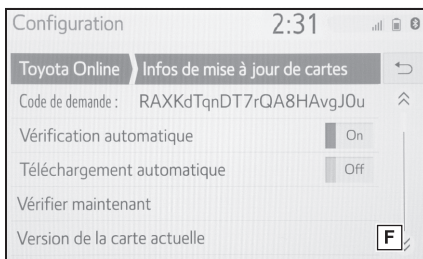 Configuration 2:31
Toyota Online Infos de mise à jour de cartes
Code de demande : RAXKdTqnDT7rQA8HAvgJ0u
Vérification automatique On
Téléchargement automatique Off
Vérifier maintenant
Version de la carte actuelle F